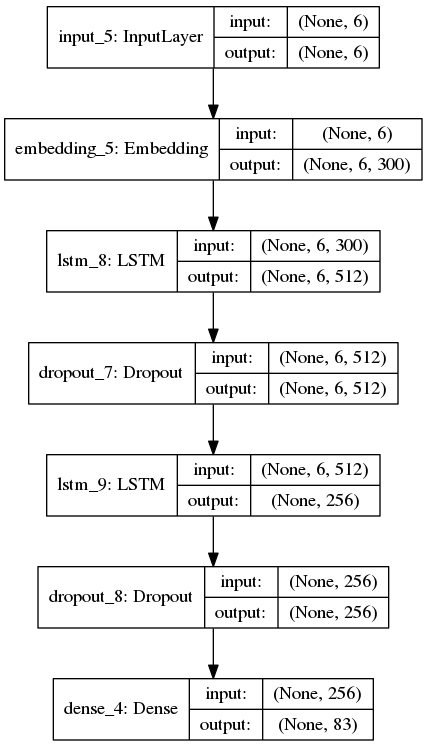 input_5: InputLayer
input:
(None, 6)
output:
(None, 6)
embedding_5: Embedding
input:
(None, 6)
output:
(None, 6, 300)
lstm_8: LSTM
input:
(None, 6, 300)
output:
(None, 6, 512)
dropout_7: Dropout
input:
(None, 6, 512)
output:
(None, 6, 512)
lstm_9: LSTM
input:
(None, 6, 512)
output:
(None, 256)
dropout_8: Dropout
input:
(None, 256)
output:
(None, 256)
dense_4: Dense
input:
(None, 256)
output:
(None, 83)